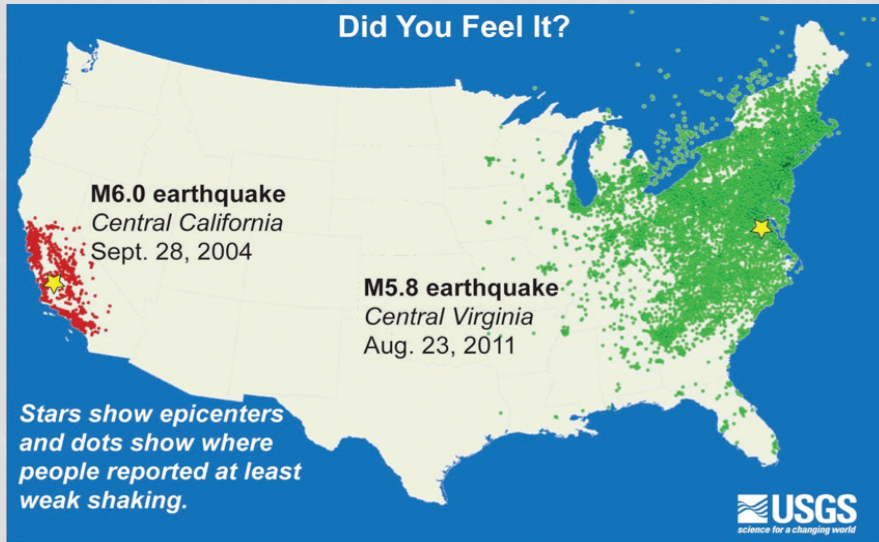 Did You Feel It?
M6.0 earthquake
Central California
Sept. 28, 2004
M5.8 earthquake
Central Virginia
Aug. 23, 2011
Stars show epicenters
and dots show where
people reported at least
weak shaking.
USGS
science for a changing world